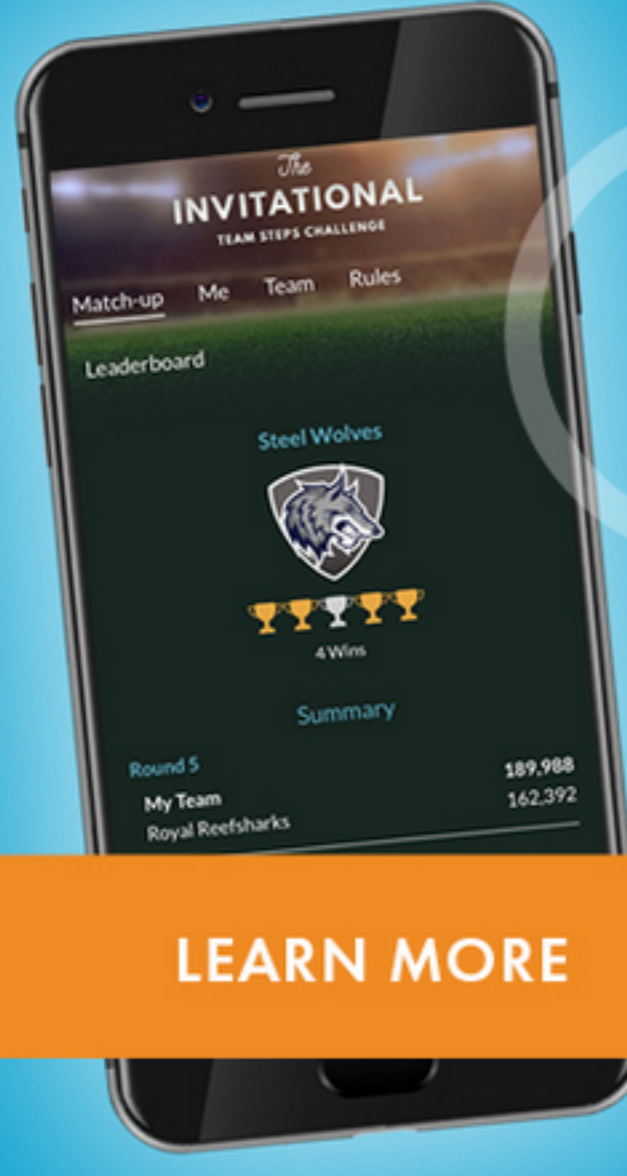 The
INVITATIONAL
TEAM STEPS CHALLENGE
Match-up Me Team Rules
Leaderboard
Steel Wolves
4 Wins
Summary
Round 5
My Team 189,988
Royal Reefsharks 162,392
LEARN MORE